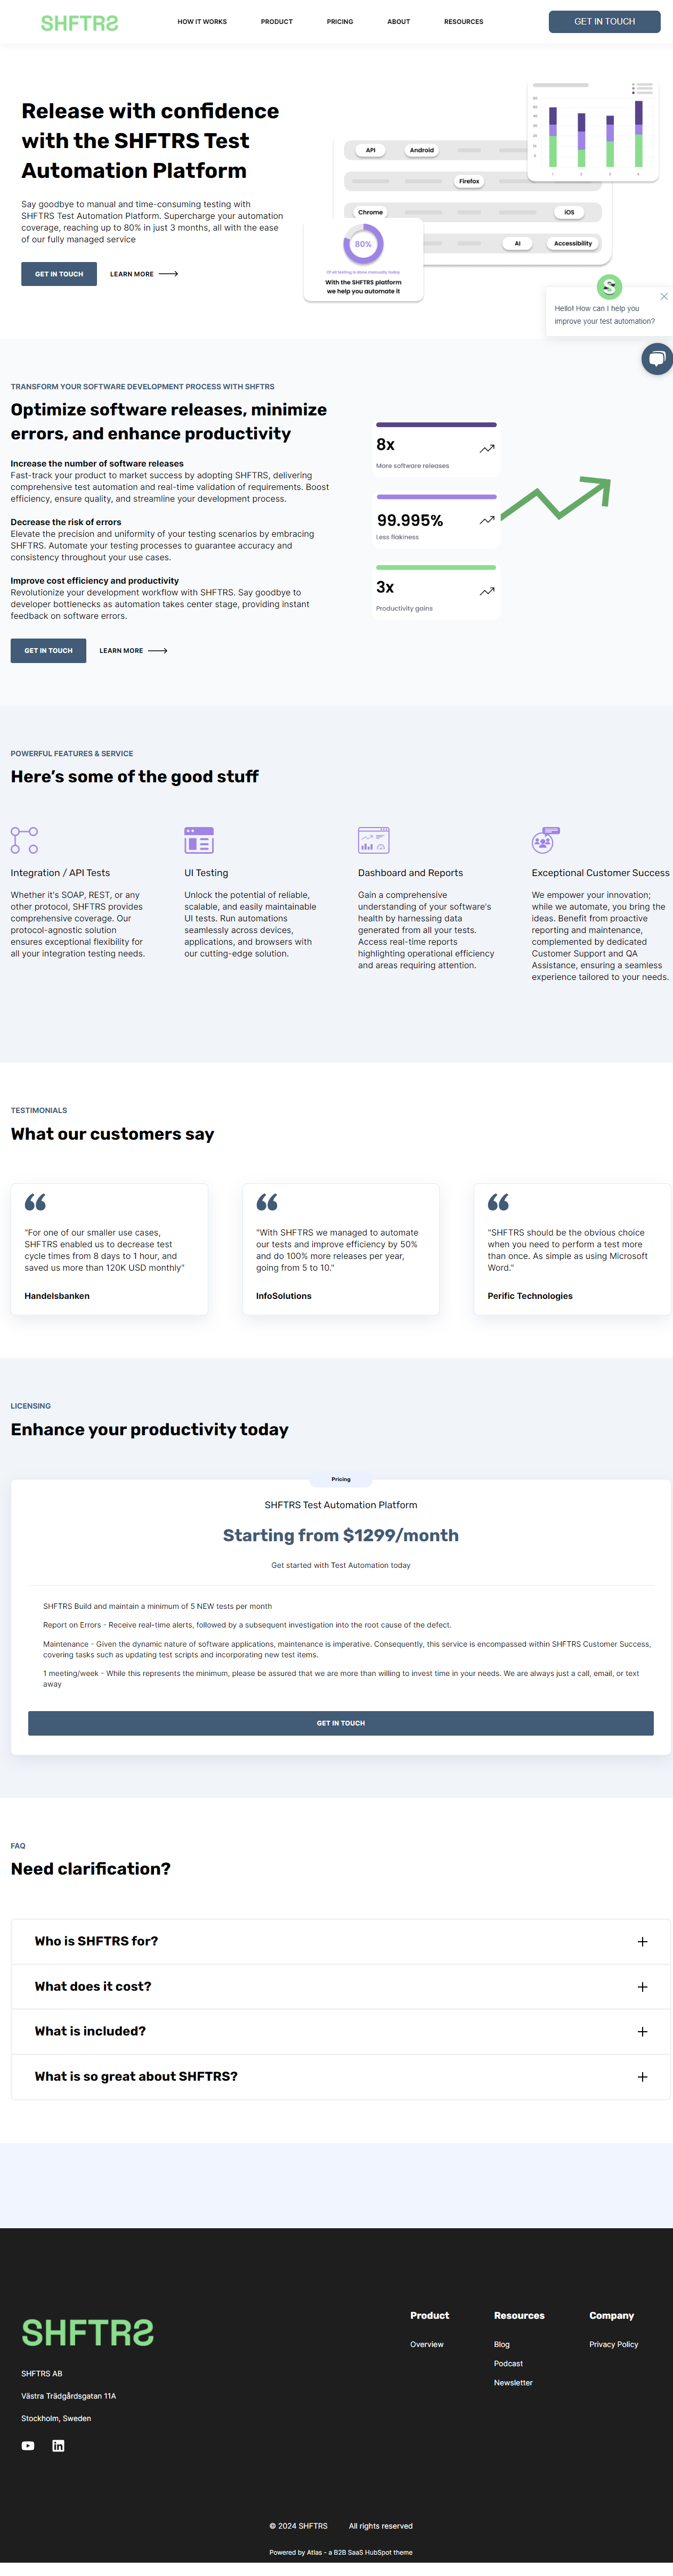 SHFTRS
HOW IT WORKS
PRODUCT
PRICING
ABOUT
RESOURCES
GET IN TOUCH
Release with confidence
with the SHFTRS Test
Automation Platform
Say goodbye to manual and time-consuming testing with
SHFTRS Test Automation Platform. Supercharge your automation
coverage, reaching up to 80% in just 3 months, all with the ease
of our fully managed service
GET IN TOUCH
LEARN MORE
API
Android
Firefox
Chrome
iOS
AI
Accessibility
1 2 3 4
80%
Of all testing is done manually today
With the SHFTRS platform
we help you automate it
Hello! How can I help you
improve your test automation?
TRANSFORM YOUR SOFTWARE DEVELOPMENT PROCESS WITH SHFTRS
Optimize software releases, minimize
errors, and enhance productivity
Increase the number of software releases
Fast-track your product to market success by adopting SHFTRS, delivering
comprehensive test automation and real-time validation of requirements. Boost
efficiency, ensure quality, and streamline your development process.
Decrease the risk of errors
Elevate the precision and uniformity of your testing scenarios by embracing
SHFTRS. Automate your testing processes to guarantee accuracy and
consistency throughout your use cases.
Improve cost efficiency and productivity
Revolutionize your development workflow with SHFTRS. Say goodbye to
developer bottlenecks as automation takes center stage, providing instant
feedback on software errors.
GET IN TOUCH
LEARN MORE
8x
More software releases
99.995%
Less flakiness
3x
Productivity gains
POWERFUL FEATURES & SERVICE
Here's some of the good stuff
Integration / API Tests
Whether it's SOAP, REST, or any
other protocol, SHFTRS provides
comprehensive coverage. Our
protocol-agnostic solution
ensures exceptional flexibility for
all your integration testing needs.
UI Testing
Unlock the potential of reliable,
scalable, and easily maintainable
UI tests. Run automations
seamlessly across devices,
applications, and browsers with
our cutting-edge solution.
Dashboard and Reports
Gain a comprehensive
understanding of your software's
health by harnessing data
generated from all your tests.
Access real-time reports
highlighting operational efficiency
and areas requiring attention.
Exceptional Customer Success
We empower your innovation;
while we automate, you bring the
ideas. Benefit from proactive
reporting and maintenance,
complemented by dedicated
Customer Support and QA
Assistance, ensuring a seamless
experience tailored to your needs.
TESTIMONIALS
What our customers say
"For one of our smaller use cases,
SHFTRS enabled us to decrease test
cycle times from 8 days to 1 hour, and
saved us more than 120K USD monthly"
Handelsbanken
"With SHFTRS we managed to automate
our tests and improve efficiency by 50%
and do 100% more releases per year,
going from 5 to 10."
InfoSolutions
"SHFTRS should be the obvious choice
when you need to perform a test more
than once. As simple as using Microsoft
Word."
Perific Technologies
LICENSING
Enhance your productivity today
Pricing
SHFTRS Test Automation Platform
Starting from $1299/month
Get started with Test Automation today
SHFTRS Build and maintain a minimum of 5 NEW tests per month
Report on Errors - Receive real-time alerts, followed by a subsequent investigation into the root cause of the defect.
Maintenance - Given the dynamic nature of software applications, maintenance is imperative. Consequently, this service is encompassed within SHFTRS Customer Success,
covering tasks such as updating test scripts and incorporating new test items.
1 meeting/week - While this represents the minimum, please be assured that we are more than willing to invest time in your needs. We are always just a call, email, or text
away
GET IN TOUCH
FAQ
Need clarification?
Who is SHFTRS for?
What does it cost?
What is included?
What is so great about SHFTRS?
SHFTRS
SHFTRS AB
Västra Trädgårdsgatan 11A
Stockholm, Sweden
Product
Overview
Resources
Blog
Podcast
Newsletter
Company
Privacy Policy
© 2024 SHFTRS
All rights reserved
Powered by Atlas - a B2B SaaS HubSpot theme